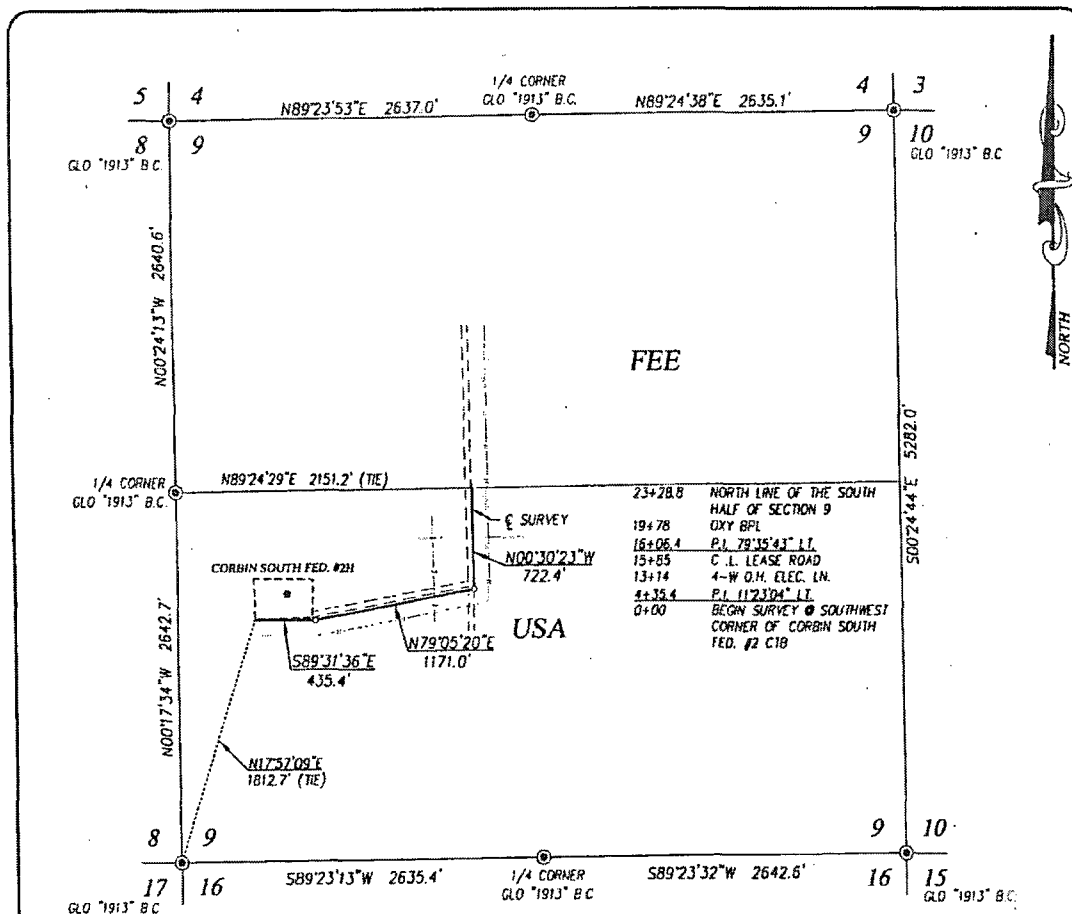 1/4 CORNER
GLO "1913" B.C.
5 4
N89°23'53"E 2637.0'
N89°24'38"E 2635.1'
4 3
8 9
GLO "1913" B.C.
9 10
GLO "1913" B.C
NORTH
N00°24'13"W 2640.6'
FEE
S00°24'44"E 5282.0'
1/4 CORNER
GLO "1913" B.C.
N89°24'29"E 2151.2' (TIE)
℄ SURVEY
N00°30'23"W
722.4'
23+28.8 NORTH LINE OF THE SOUTH
HALF OF SECTION 9
19+78 OXY BPL
16+06.4 P.I. 79°35'43" LT.
15+85 C .L. LEASE ROAD
13+14 4-W O.H. ELEC. LN.
4+35.4 P.I. 11°23'04" LT.
0+00 BEGIN SURVEY @ SOUTHWEST
CORNER OF CORBIN SOUTH
FED. #2 CTB
CORBIN SOUTH FED. #2H
USA
N79°05'20"E
1171.0'
S89°31'36"E
435.4'
N00°17'34"W 2642.7'
N17°57'09"E
1812.7' (TIE)
8 9
9 10
17 16
GLO "1913" B.C
S89°23'13"W 2635.4'
1/4 CORNER
GLO "1913" B.C.
S89°23'32"W 2642.6'
16 15
GLO "1913" B.C